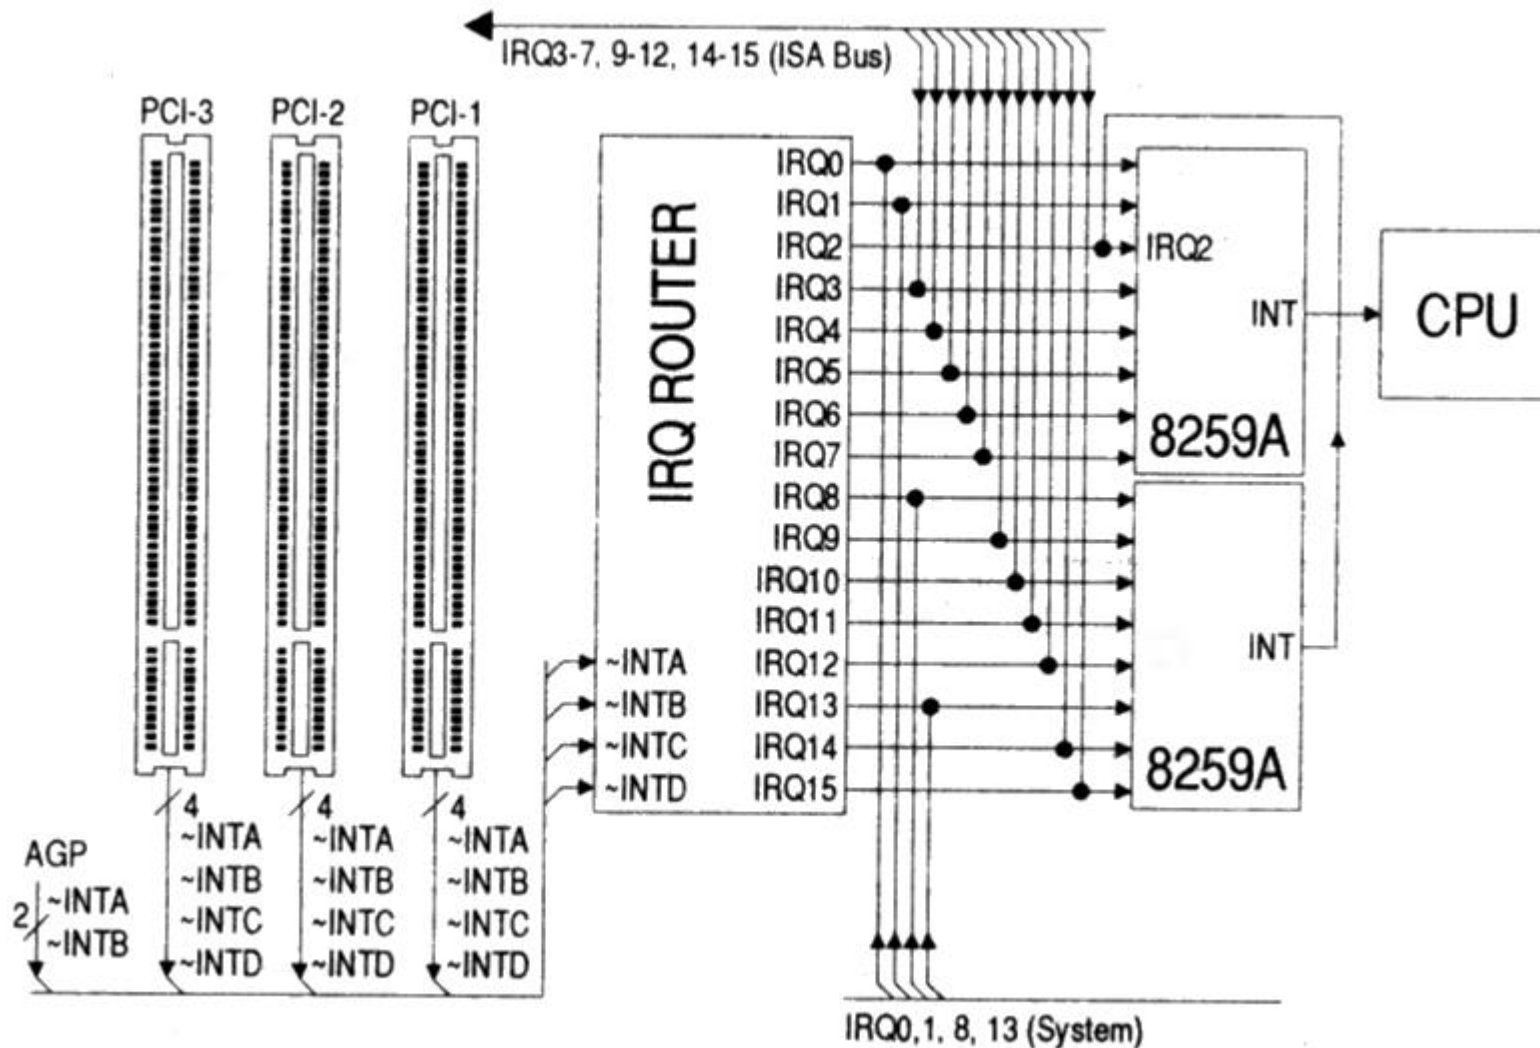 IRQ3-7, 9-12, 14-15 (ISA Bus)
PCI-3
PCI-2
PCI-1
IRQ ROUTER
IRQ0
IRQ1
IRQ2
IRQ3
IRQ4
IRQ5
IRQ6
IRQ7
IRQ8
IRQ9
IRQ10
IRQ11
IRQ12
IRQ13
IRQ14
IRQ15
~INTA
~INTB
~INTC
~INTD
IRQ2
INT
8259A
INT
8259A
CPU
4
~INTA
~INTB
~INTC
~INTD
4
~INTA
~INTB
~INTC
~INTD
4
~INTA
~INTB
~INTC
~INTD
AGP
2
~INTA
~INTB
IRQ0,1, 8, 13 (System)